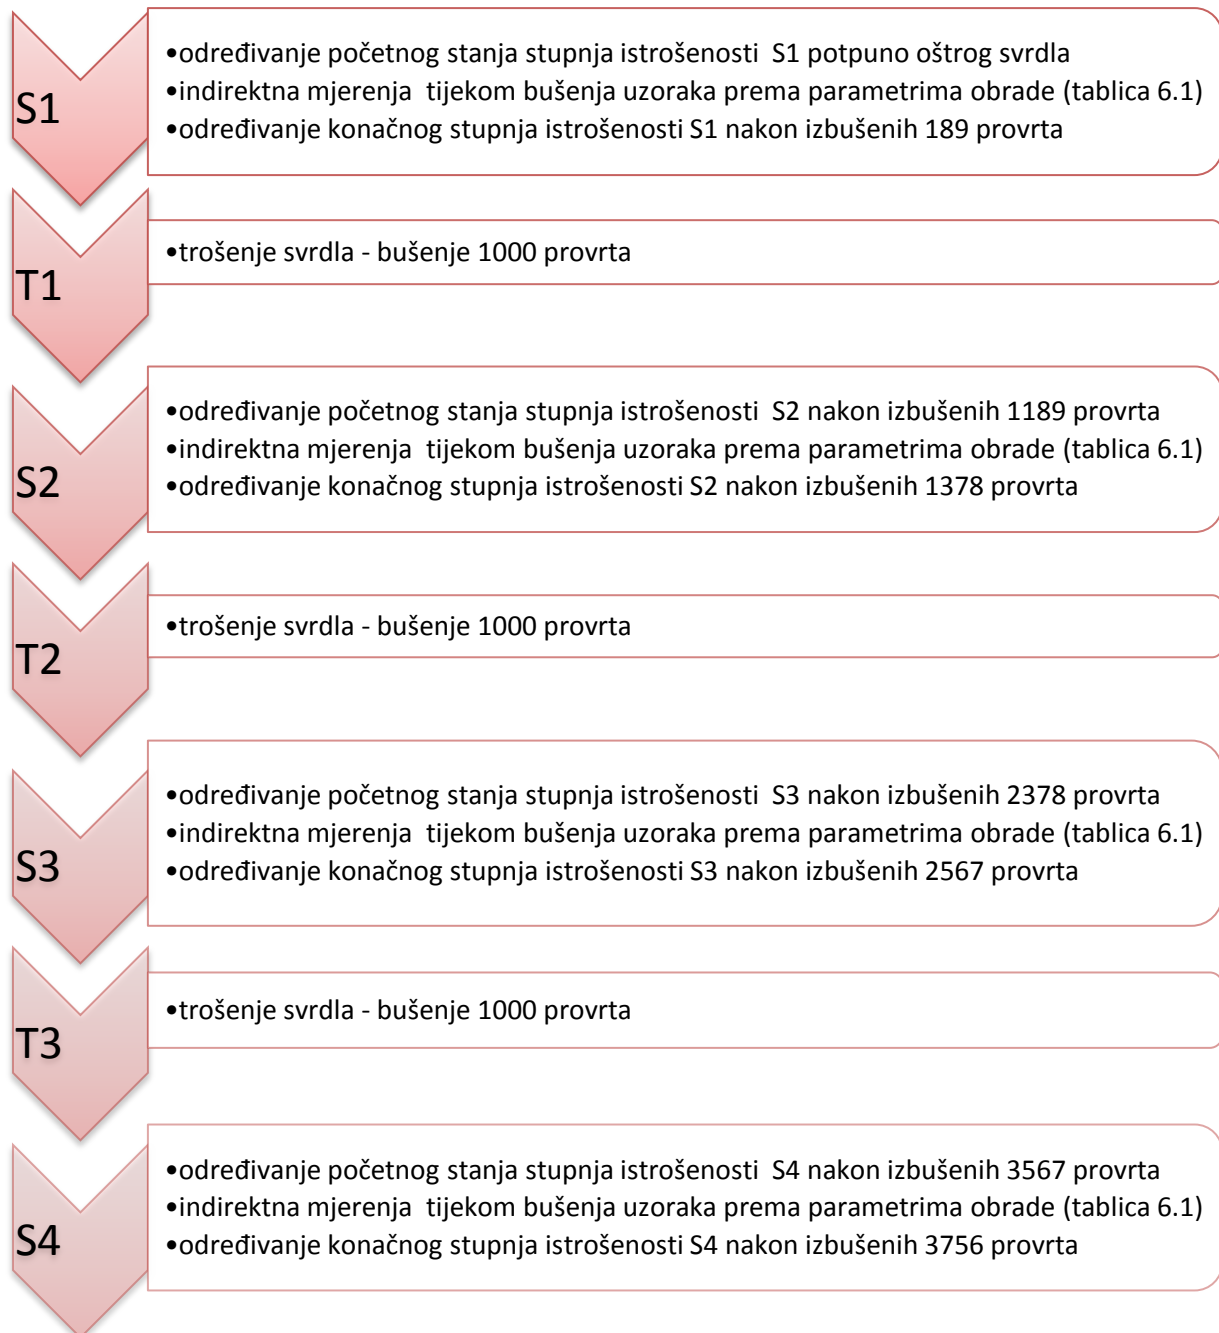 S1
•određivanje početnog stanja stupnja istrošenosti  S1 potpuno oštrog svrdla
•indirektna mjerenja  tijekom bušenja uzoraka prema parametrima obrade (tablica 6.1)
•određivanje konačnog stupnja istrošenosti S1 nakon izbušenih 189 provrta
T1
•trošenje svrdla - bušenje 1000 provrta
S2
•određivanje početnog stanja stupnja istrošenosti  S2 nakon izbušenih 1189 provrta
•indirektna mjerenja  tijekom bušenja uzoraka prema parametrima obrade (tablica 6.1)
•određivanje konačnog stupnja istrošenosti S2 nakon izbušenih 1378 provrta
T2
•trošenje svrdla - bušenje 1000 provrta
S3
•određivanje početnog stanja stupnja istrošenosti  S3 nakon izbušenih 2378 provrta
•indirektna mjerenja  tijekom bušenja uzoraka prema parametrima obrade (tablica 6.1)
•određivanje konačnog stupnja istrošenosti S3 nakon izbušenih 2567 provrta
T3
•trošenje svrdla - bušenje 1000 provrta
S4
•određivanje početnog stanja stupnja istrošenosti  S4 nakon izbušenih 3567 provrta
•indirektna mjerenja  tijekom bušenja uzoraka prema parametrima obrade (tablica 6.1)
•određivanje konačnog stupnja istrošenosti S4 nakon izbušenih 3756 provrta